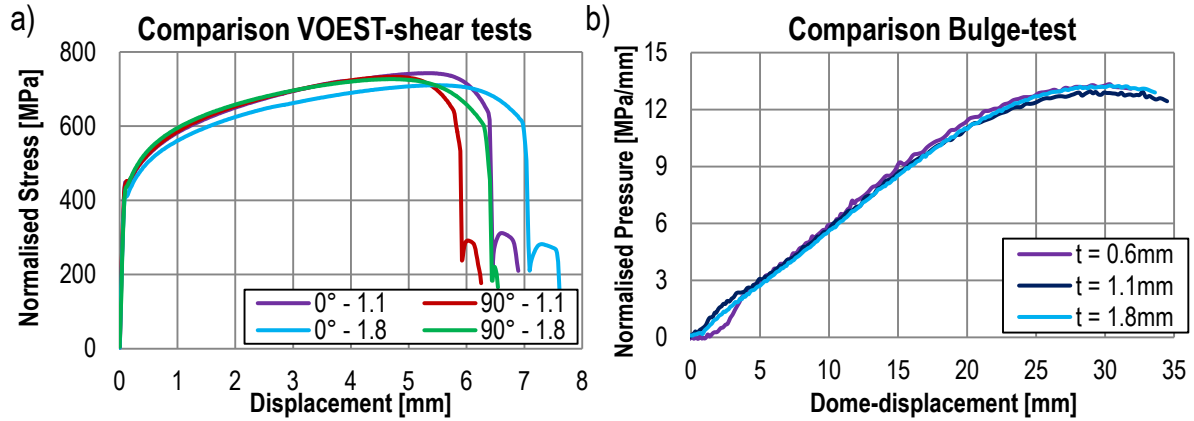 a)
Comparison VOEST-shear tests
Normalised Stress [MPa]
800
600
400
200
0
0° - 1.1
90° - 1.1
0° - 1.8
90° - 1.8
0 1 2 3 4 5 6 7 8
Displacement [mm]
b)
Comparison Bulge-test
Normalised Pressure [MPa/mm]
15
12
9
6
3
0
t = 0.6mm
t = 1.1mm
t = 1.8mm
0 5 10 15 20 25 30 35
Dome-displacement [mm]